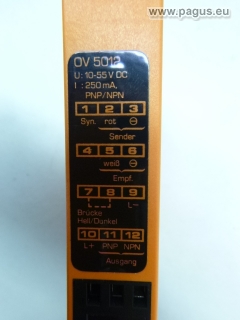 www.pagus.eu
OV 5012
U: 10-55 V DC
I : 250 mA,
PNP/NPN
1 2 3
Syn. rot ⊖
Sender
4 5 6
weiß ⊖
Empf.
7 8 9
L-
Brücke
Hell/Dunkel
10 11 12
L+ PNP NPN
Ausgang